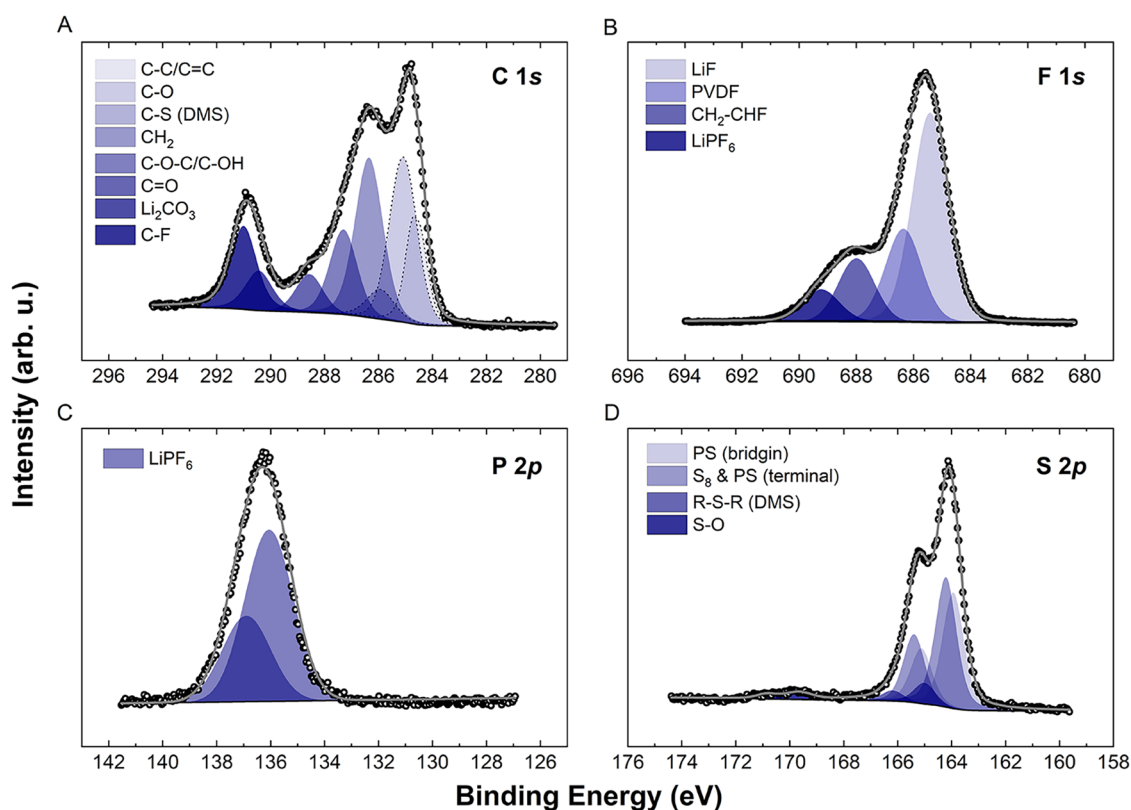 A
C 1s
C-C/C=C
C-O
C-S (DMS)
CH2
C-O-C/C-OH
C=O
Li2CO3
C-F
296 294 292 290 288 286 284 282 280
B
F 1s
LiF
PVDF
CH2-CHF
LiPF6
696 694 692 690 688 686 684 682 680
C
P 2p
LiPF6
142 140 138 136 134 132 130 128 126
D
S 2p
PS (bridgin)
S8 & PS (terminal)
R-S-R (DMS)
S-O
176 174 172 170 168 166 164 162 160 158
Intensity (arb. u.)
Binding Energy (eV)